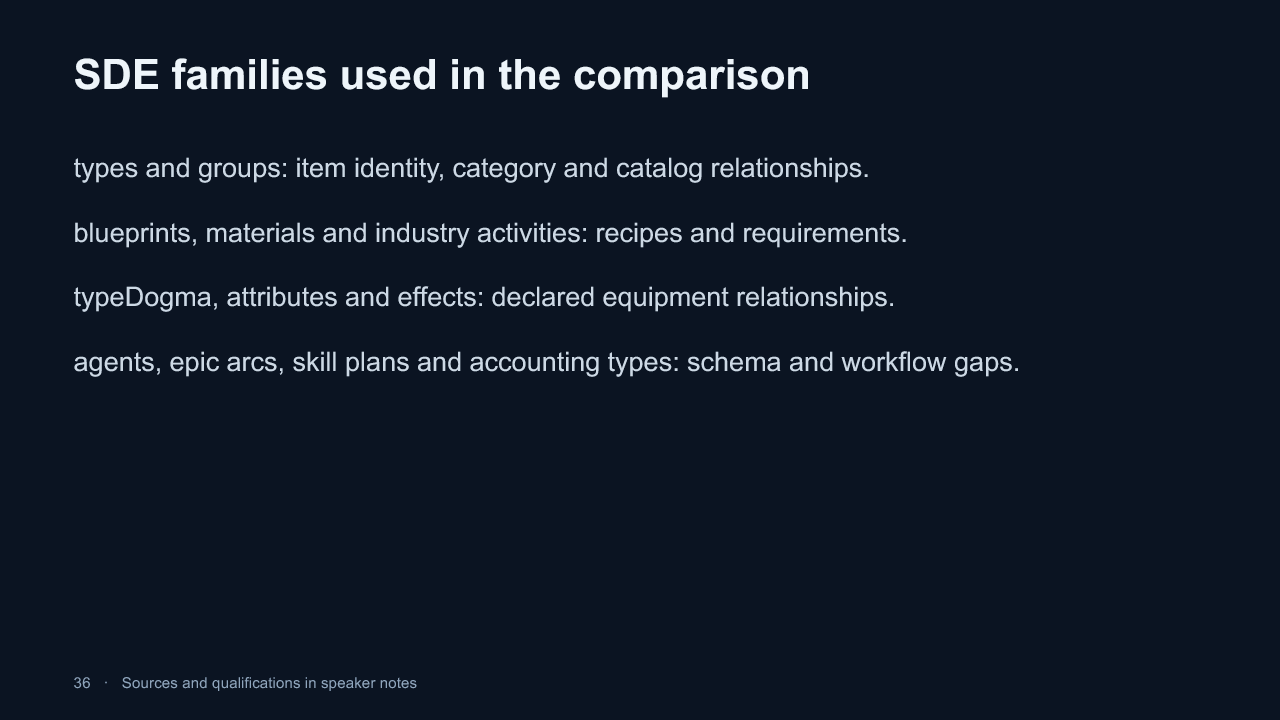 SDE families used in the comparison
types and groups: item identity, category and catalog relationships.
blueprints, materials and industry activities: recipes and requirements.
typeDogma, attributes and effects: declared equipment relationships.
agents, epic arcs, skill plans and accounting types: schema and workflow gaps.
36 · Sources and qualifications in speaker notes